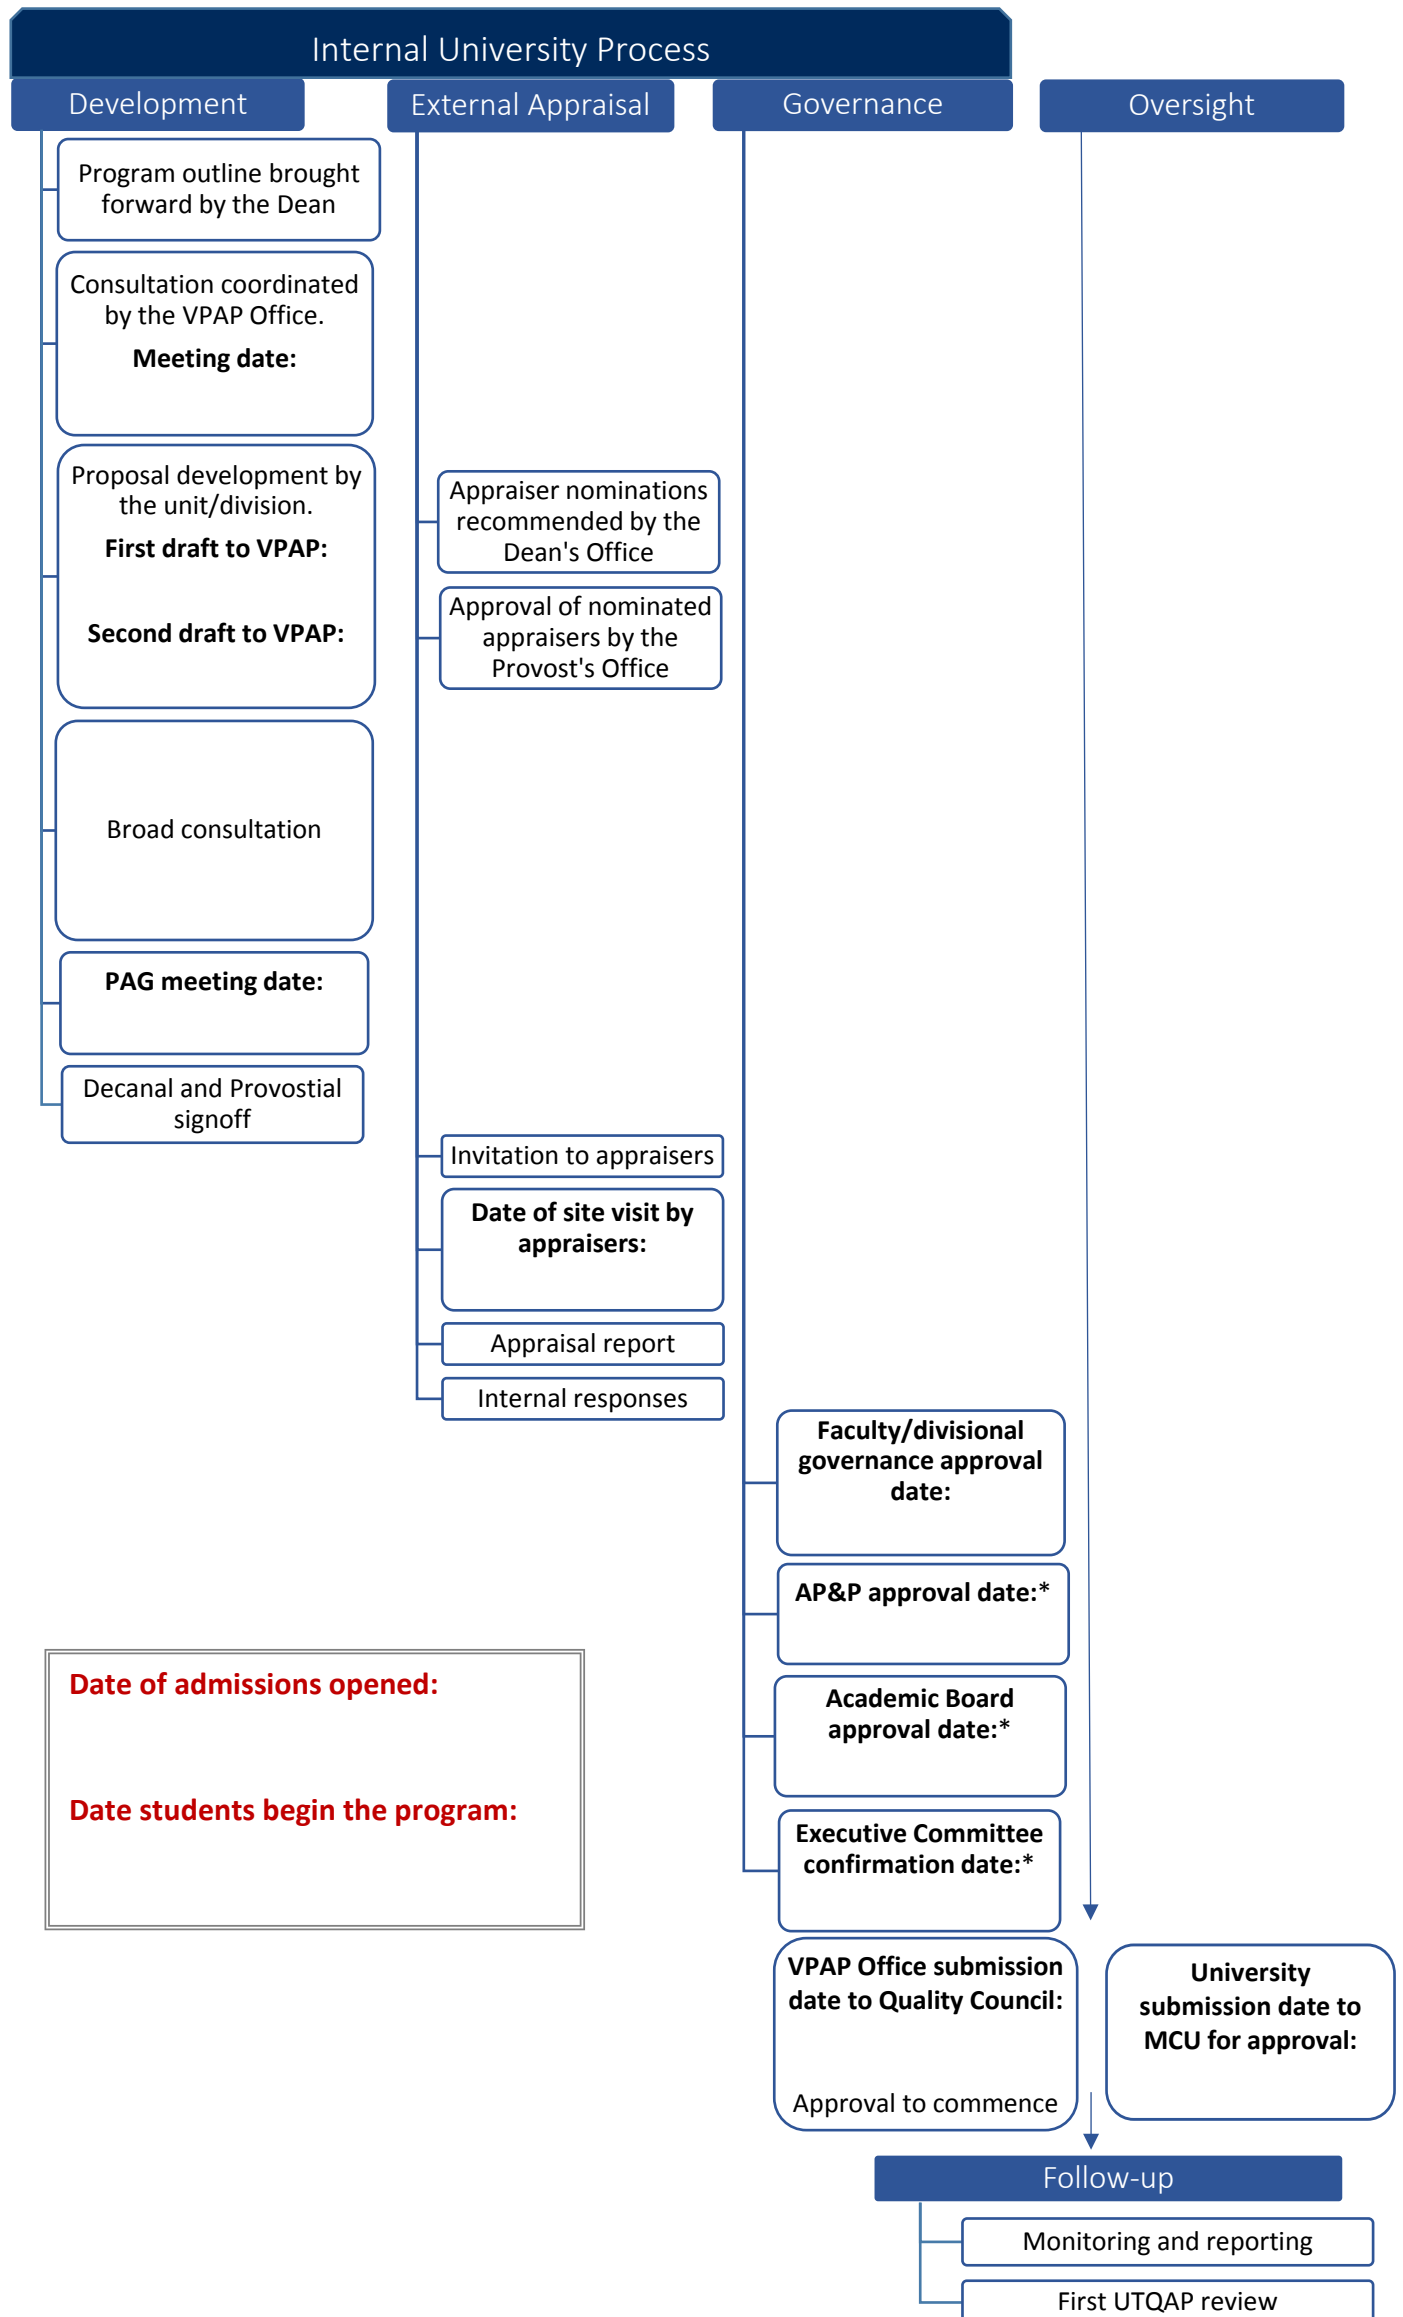 Internal University Process
Development
External Appraisal
Governance
Oversight
Program outline brought
forward by the Dean
Consultation coordinated
by the VPAP Office.
Meeting date:
Proposal development by
the unit/division.
First draft to VPAP:
Second draft to VPAP:
Broad consultation
PAG meeting date:
Decanal and Provostial
signoff
Appraiser nominations
recommended by the
Dean's Office
Approval of nominated
appraisers by the
Provost's Office
Invitation to appraisers
Date of site visit by
appraisers:
Appraisal report
Internal responses
Faculty/divisional
governance approval
date:
AP&P approval date:*
Academic Board
approval date:*
Executive Committee
confirmation date:*
VPAP Office submission
date to Quality Council:
Approval to commence
University
submission date to
MCU for approval:
Follow-up
Monitoring and reporting
First UTQAP review
Date of admissions opened:
Date students begin the program: